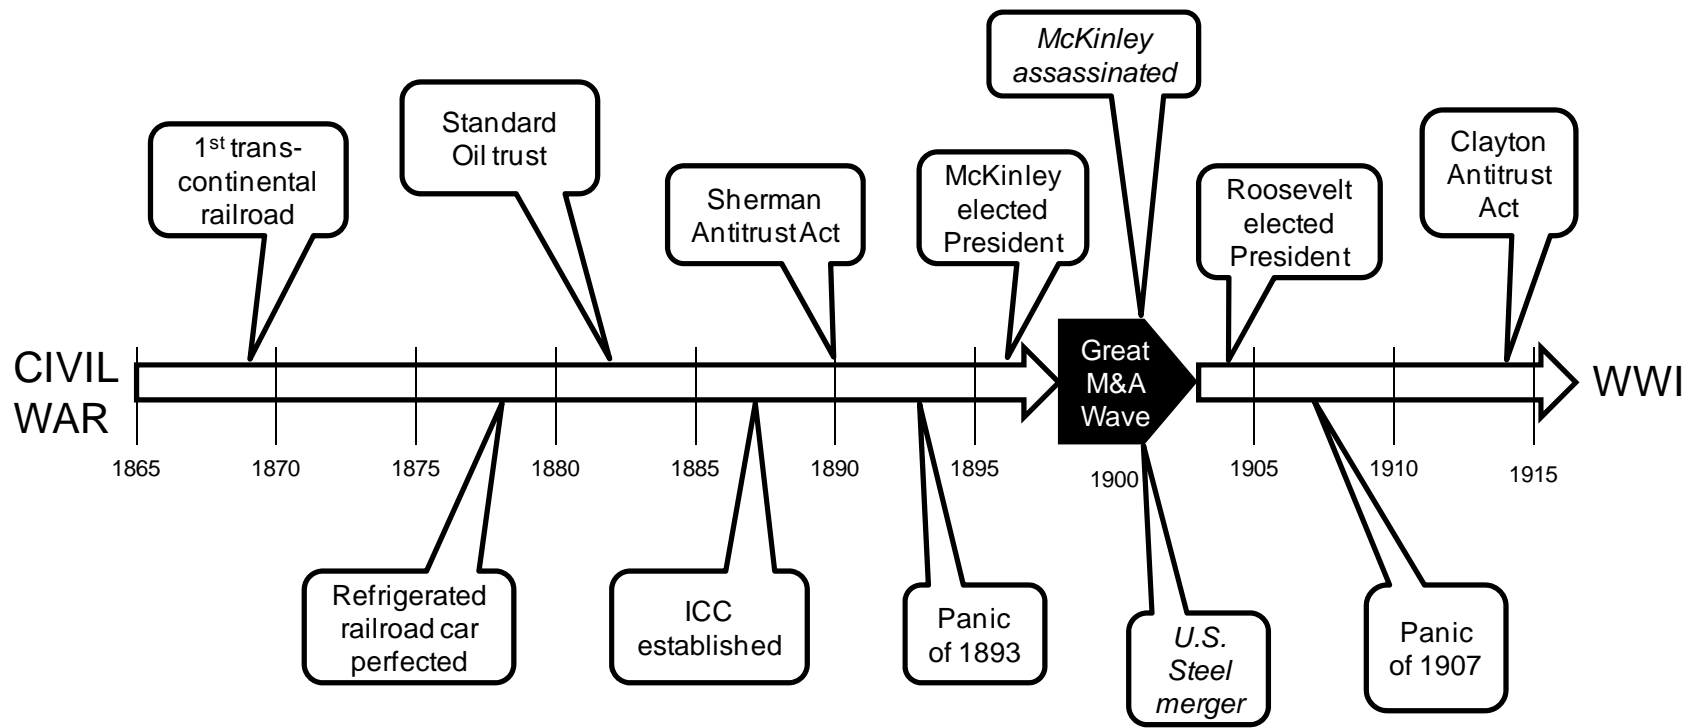 McKinley
assassinated
Standard
Oil trust
1st trans-
continental
railroad
Sherman
Antitrust Act
McKinley
elected
President
Roosevelt
elected
President
Clayton
Antitrust
Act
CIVIL
WAR
Great
M&A
Wave
WWI
1865
1870
1875
1880
1885
1890
1895
1900
1905
1910
1915
Refrigerated
railroad car
perfected
ICC
established
Panic
of 1893
U.S.
Steel
merger
Panic
of 1907